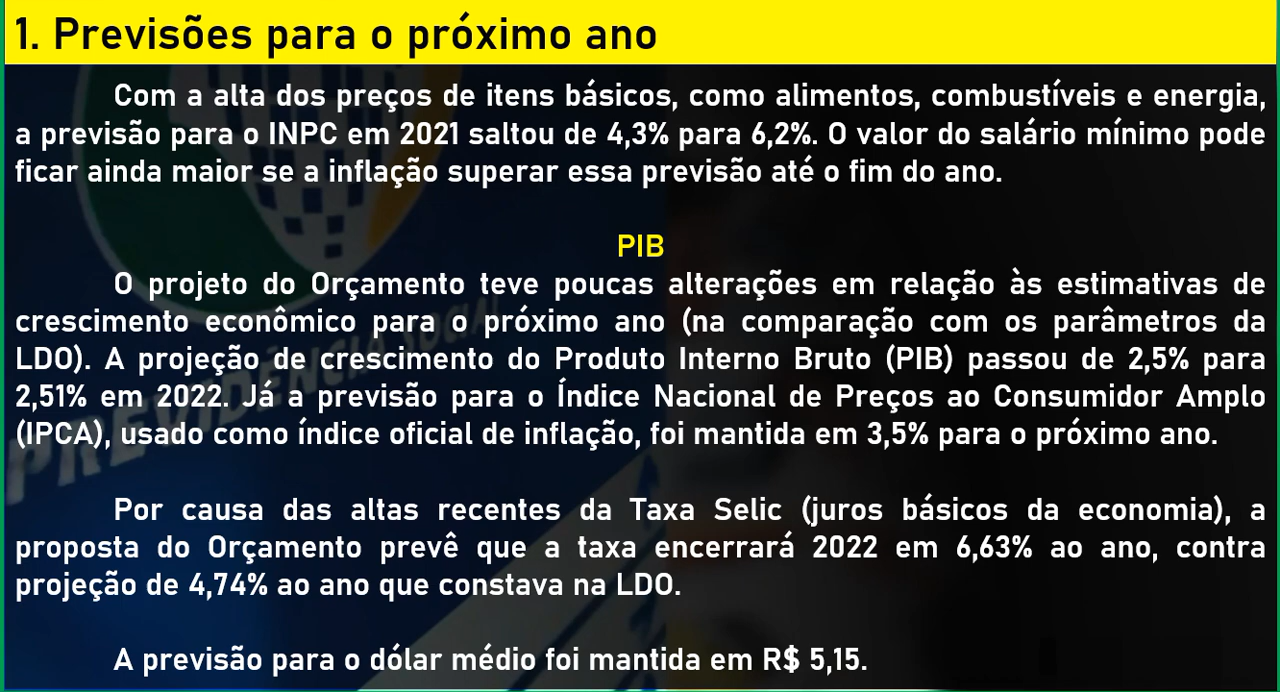 1. Previsões para o próximo ano
Com a alta dos preços de itens básicos, como alimentos, combustíveis e energia,
a previsão para o INPC em 2021 saltou de 4,3% para 6,2%. O valor do salário mínimo pode
ficar ainda maior se a inflação superar essa previsão até o fim do ano.
PIB
O projeto do Orçamento teve poucas alterações em relação às estimativas de
crescimento econômico para o próximo ano (na comparação com os parâmetros da
LDO). A projeção de crescimento do Produto Interno Bruto (PIB) passou de 2,5% para
2,51% em 2022. Já a previsão para o Índice Nacional de Preços ao Consumidor Amplo
(IPCA), usado como índice oficial de inflação, foi mantida em 3,5% para o próximo ano.
Por causa das altas recentes da Taxa Selic (juros básicos da economia), a
proposta do Orçamento prevê que a taxa encerrará 2022 em 6,63% ao ano, contra
projeção de 4,74% ao ano que constava na LDO.
A previsão para o dólar médio foi mantida em R$ 5,15.
PREVIDÊNCIA SOCIAL